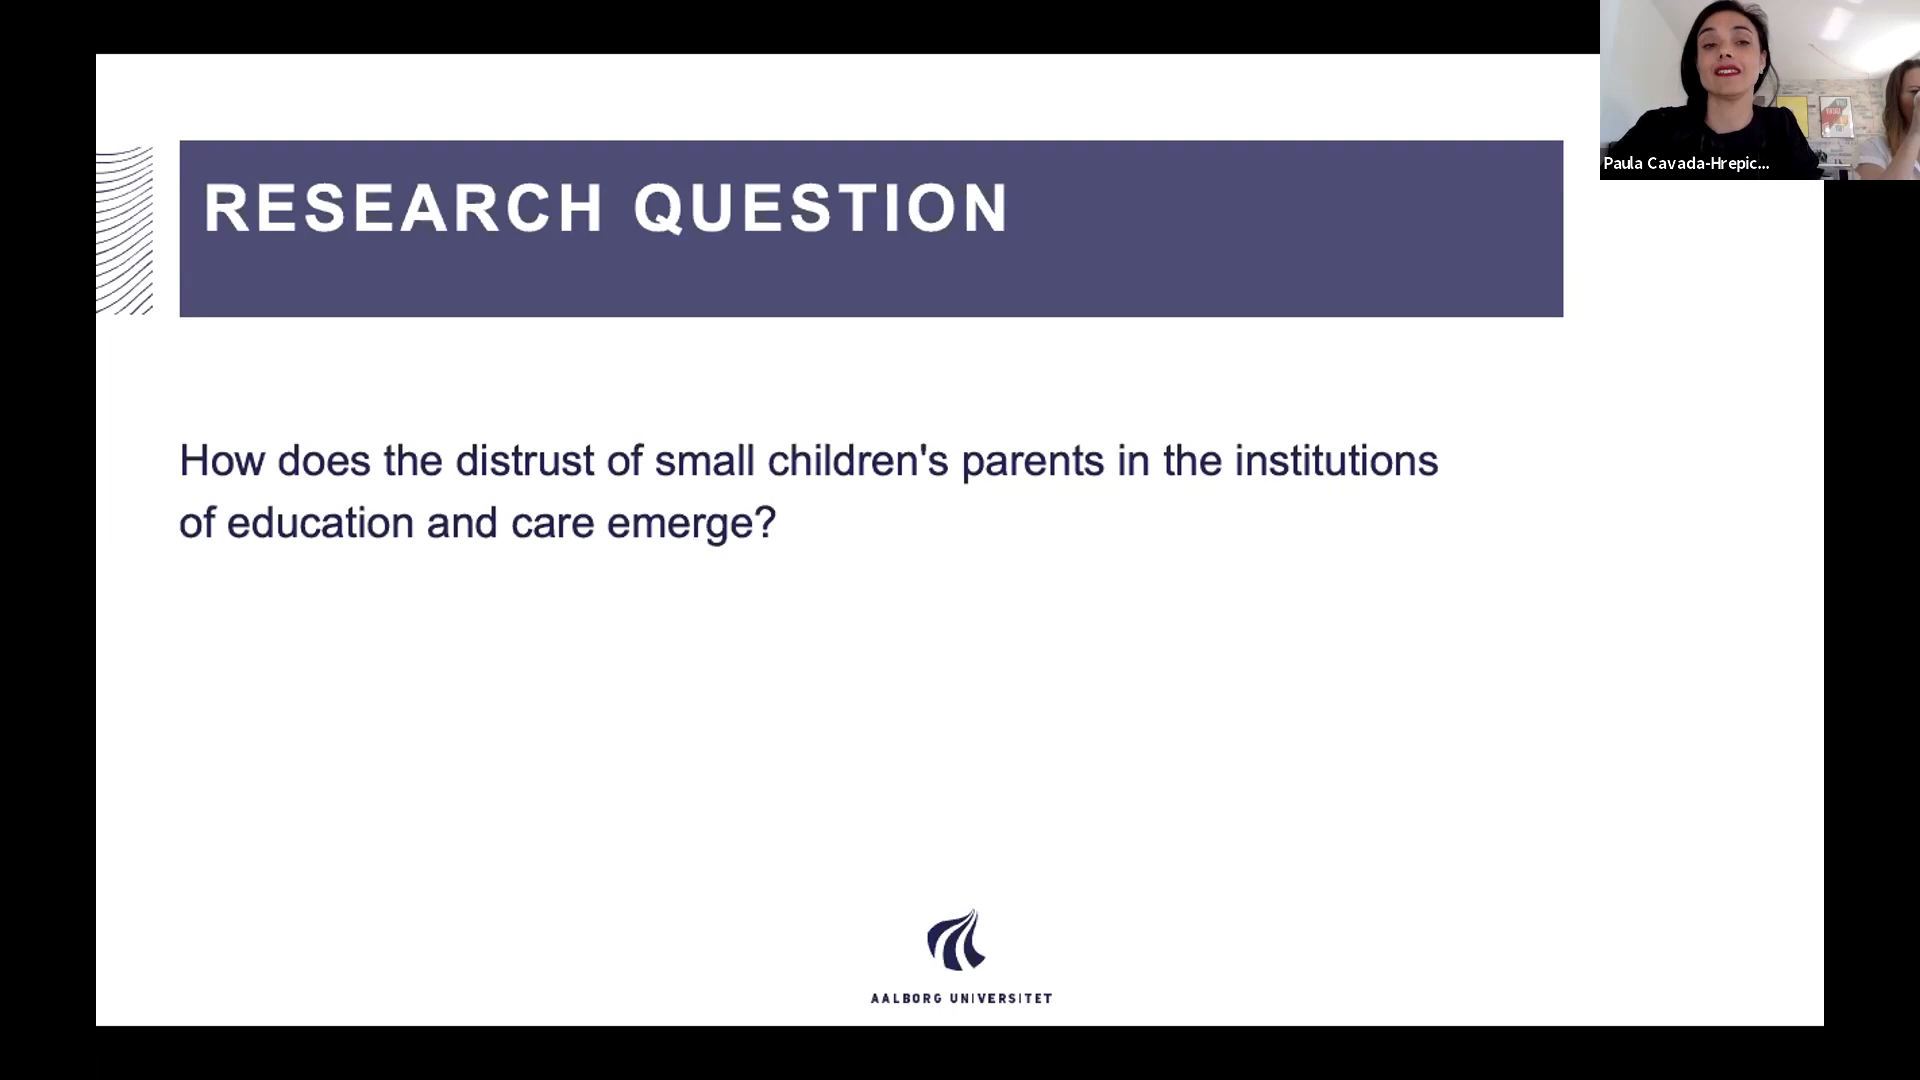 RESEARCH QUESTION
Paula Cavada-Hrepic...
How does the distrust of small children's parents in the institutions
of education and care emerge?
AALBORG UNIVERSITET